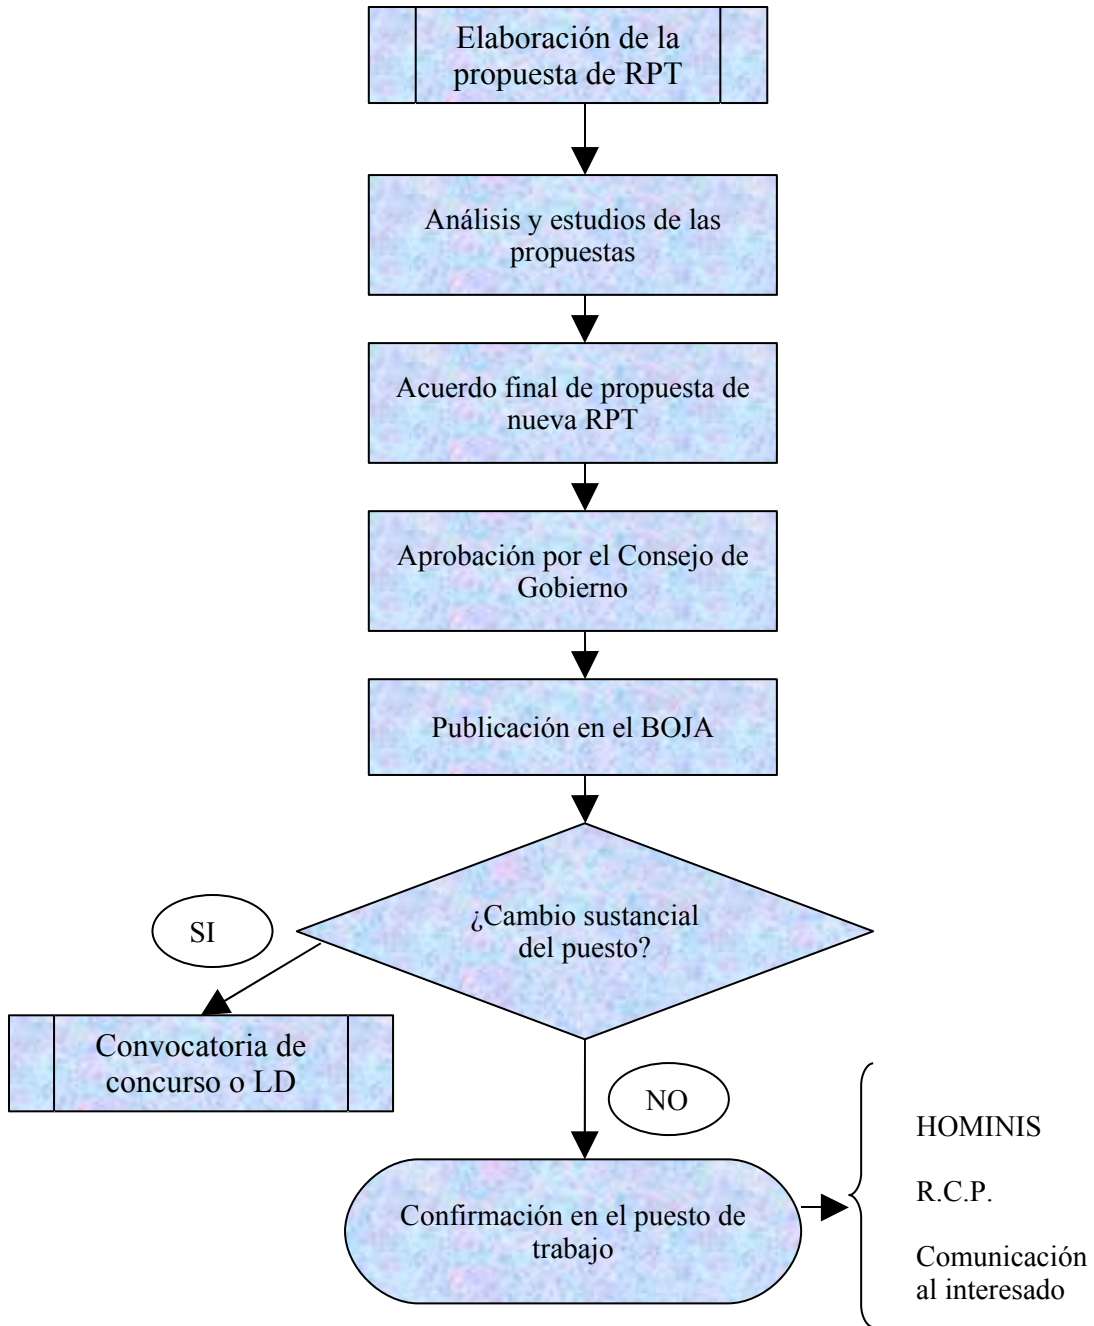 Elaboración de la
propuesta de RPT
Análisis y estudios de las
propuestas
Acuerdo final de propuesta de
nueva RPT
Aprobación por el Consejo de
Gobierno
Publicación en el BOJA
¿Cambio sustancial
del puesto?
SI
Convocatoria de
concurso o LD
NO
Confirmación en el puesto de
trabajo
HOMINIS
R.C.P.
Comunicación
al interesado